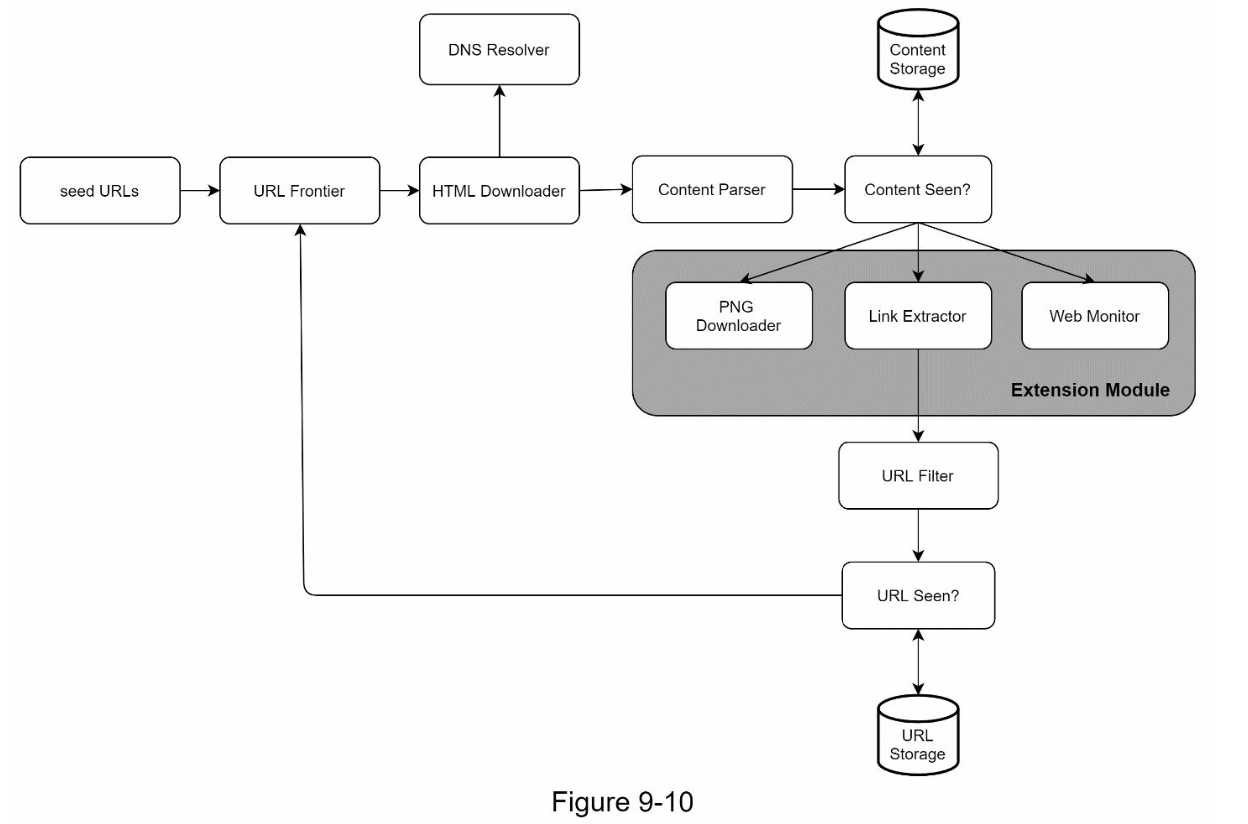 DNS Resolver
Content
Storage
seed URLs
URL Frontier
HTML Downloader
Content Parser
Content Seen?
PNG
Downloader
Link Extractor
Web Monitor
Extension Module
URL Filter
URL Seen?
URL
Storage
Figure 9-10